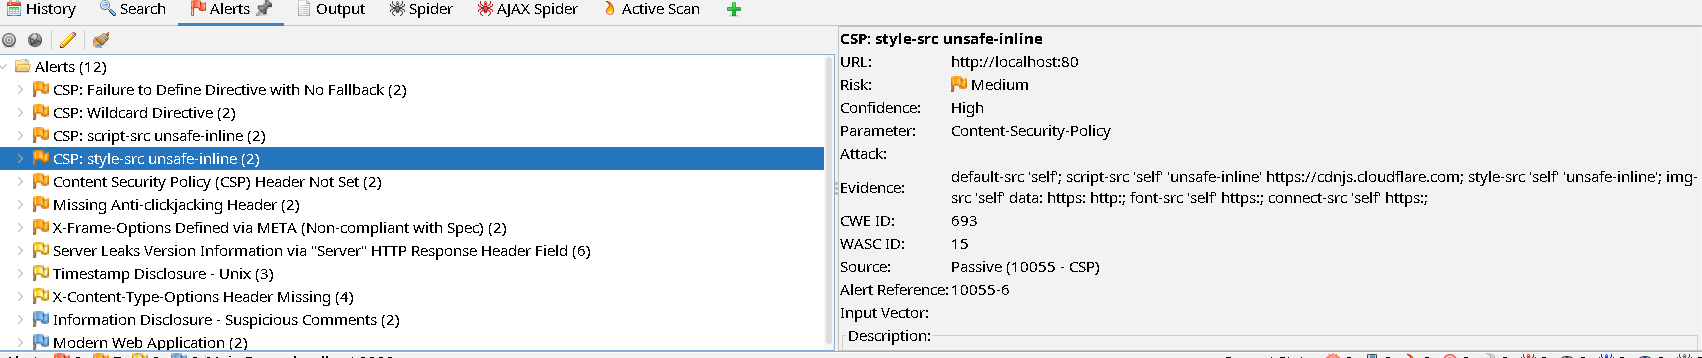 History Search Alerts Output Spider AJAX Spider Active Scan
Alerts (12)
CSP: Failure to Define Directive with No Fallback (2)
CSP: Wildcard Directive (2)
CSP: script-src unsafe-inline (2)
CSP: style-src unsafe-inline (2)
Content Security Policy (CSP) Header Not Set (2)
Missing Anti-clickjacking Header (2)
X-Frame-Options Defined via META (Non-compliant with Spec) (2)
Server Leaks Version Information via "Server" HTTP Response Header Field (6)
Timestamp Disclosure - Unix (3)
X-Content-Type-Options Header Missing (4)
Information Disclosure - Suspicious Comments (2)
Modern Web Application (2)
CSP: style-src unsafe-inline
URL: http://localhost:80
Risk: Medium
Confidence: High
Parameter: Content-Security-Policy
Attack:
Evidence: default-src 'self'; script-src 'self' 'unsafe-inline' https://cdnjs.cloudflare.com; style-src 'self' 'unsafe-inline'; img-
src 'self' data: https: http:; font-src 'self' https:; connect-src 'self' https:;
CWE ID: 693
WASC ID: 15
Source: Passive (10055 - CSP)
Alert Reference: 10055-6
Input Vector:
Description: